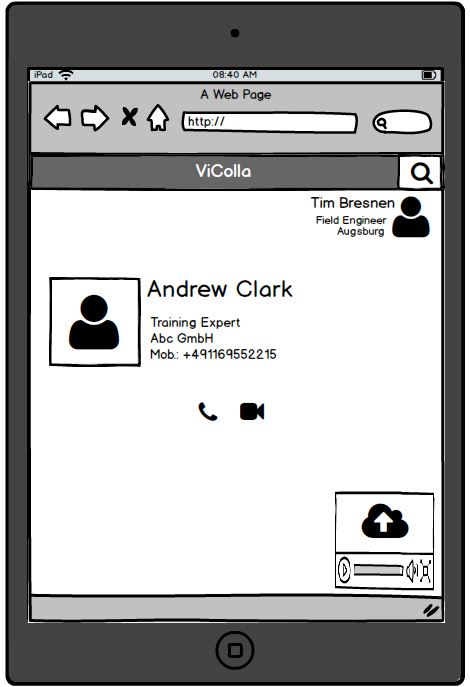 iPad 08:40 AM
A Web Page
http://
ViColla
Tim Bresnen
Field Engineer
Augsburg
Andrew Clark
Training Expert
Abc GmbH
Mob.: +491169552215